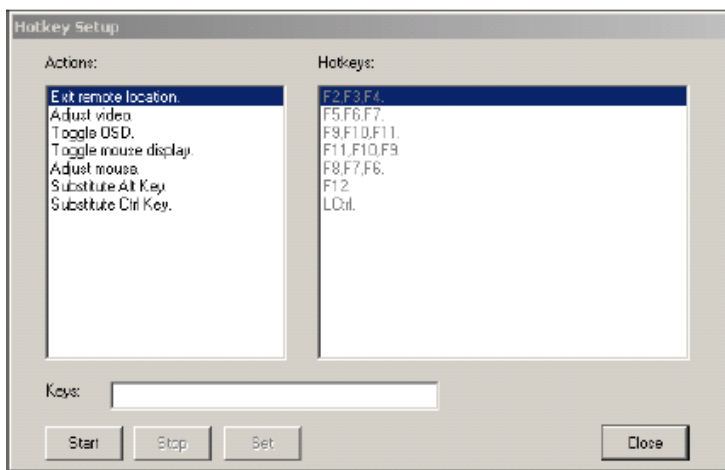 Hotkey Setup
Actions:
Hotkeys:
Exit remote location.
F2,F3,F4.
Adjust video.
F5,F6,F7.
Toggle OSD.
F9,F10,F11.
Toggle mouse display.
F11,F10,F9.
Adjust mouse.
F8,F7,F6.
Substitute Alt Key.
F12.
Substitute Ctrl Key.
LCtrl.
Keys:
Start
Stop
Set
Close